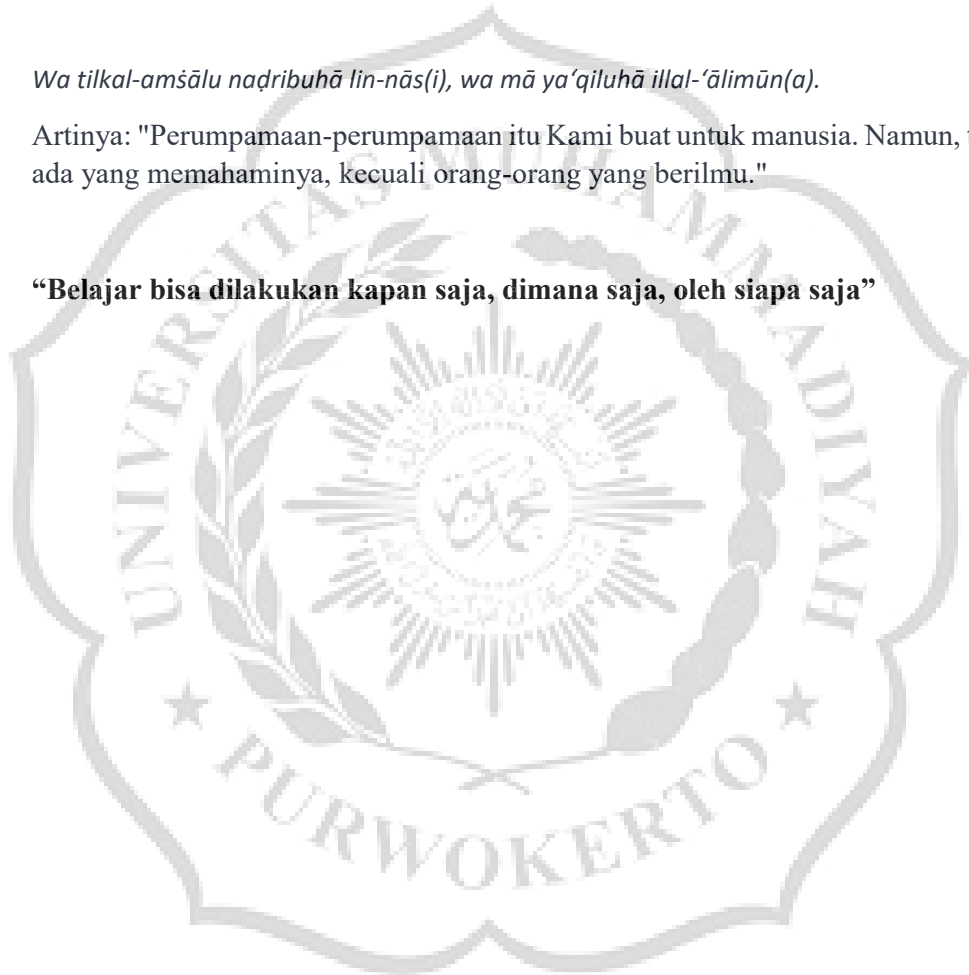 Wa tilkal-amṡālu naḍribuhā lin-nās(i), wa mā ya‘qiluhā illal-‘ālimūn(a).
Artinya: "Perumpamaan-perumpamaan itu Kami buat untuk manusia. Namun,
ada yang memahaminya, kecuali orang-orang yang berilmu."
“Belajar bisa dilakukan kapan saja, dimana saja, oleh siapa saja”
UNIVERSITAS MUHAMMADIYAH
PURWOKERTO